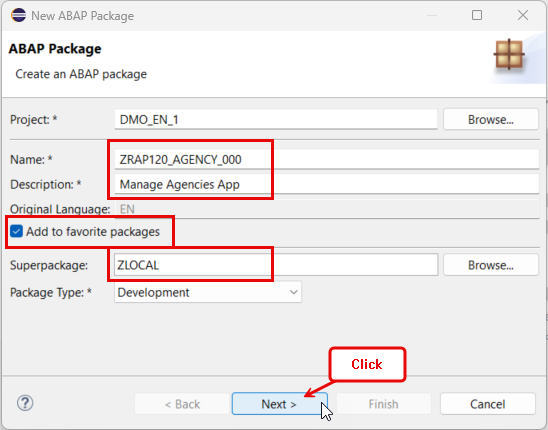 New ABAP Package
ABAP Package
Create an ABAP package
Project: * DMO_EN_1 Browse...
Name: * ZRAP120_AGENCY_000
Description: * Manage Agencies App
Original Language: EN
Add to favorite packages
Superpackage: ZLOCAL Browse...
Package Type: * Development
Click
? < Back Next > Finish Cancel